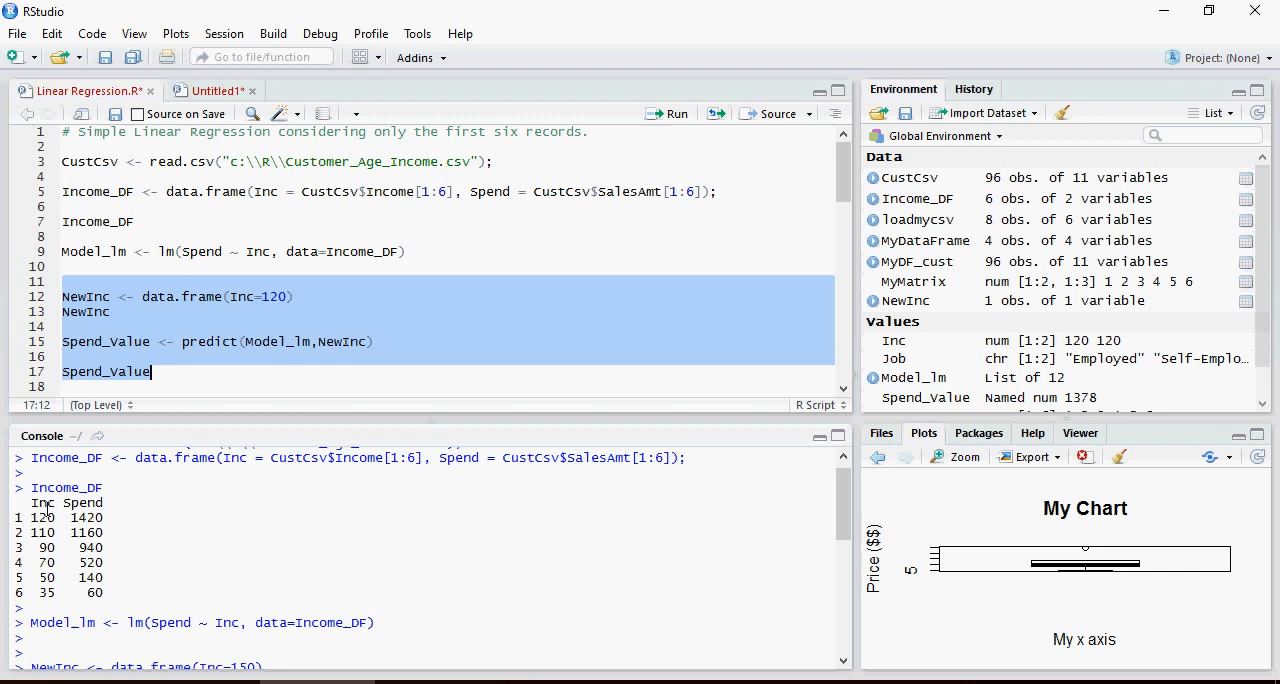 RStudio
File Edit Code View Plots Session Build Debug Profile Tools Help
Go to file/function Addins Project: (None)
Linear Regression.R* Untitled1*
Source on Save Run Source
1 # Simple Linear Regression considering only the first six records.
2
3 CustCsv <- read.csv("c:\\R\\Customer_Age_Income.csv");
4
5 Income_DF <- data.frame(Inc = CustCsv$Income[1:6], Spend = CustCsv$SalesAmt[1:6]);
6
7 Income_DF
8
9 Model_lm <- lm(Spend ~ Inc, data=Income_DF)
10
11
12 NewInc <- data.frame(Inc=120)
13 NewInc
14
15 Spend_Value <- predict(Model_lm,NewInc)
16
17 Spend_Value
18
17:12 (Top Level) R Script
Console ~/
> Income_DF <- data.frame(Inc = CustCsv$Income[1:6], Spend = CustCsv$SalesAmt[1:6]);
>
> Income_DF
Inc Spend
1 120 1420
2 110 1160
3 90 940
4 70 520
5 50 140
6 35 60
>
> Model_lm <- lm(Spend ~ Inc, data=Income_DF)
>
>
> NewInc <- data.frame(Inc=150)
Environment History
Import Dataset List
Global Environment
Data
CustCsv 96 obs. of 11 variables
Income_DF 6 obs. of 2 variables
loadmycsv 8 obs. of 6 variables
MyDataFrame 4 obs. of 4 variables
MyDF_cust 96 obs. of 11 variables
MyMatrix num [1:2, 1:3] 1 2 3 4 5 6
NewInc 1 obs. of 1 variable
Values
Inc num [1:2] 120 120
Job chr [1:2] "Employed" "Self-Emplo…
Model_lm List of 12
Spend_Value Named num 1378
Files Plots Packages Help Viewer
Zoom Export
My Chart
Price ($$)
5
My x axis